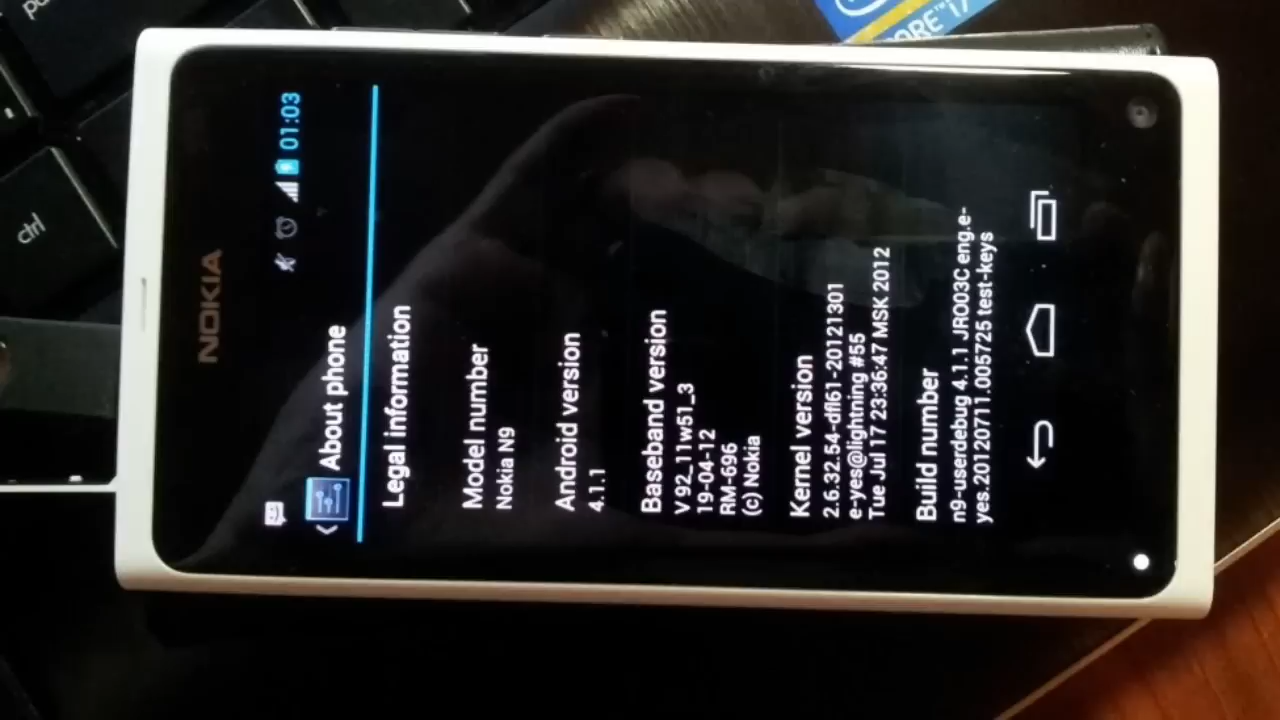 NOKIA
01:03
About phone
Legal information
Model number
Nokia N9
Android version
4.1.1
Baseband version
V 92_11w51_3
19-04-12
RM-696
(c) Nokia
Kernel version
2.6.32.54-dfl61-20121301
e-yes@lightning #55
Tue Jul 17 23:36:47 MSK 2012
Build number
n9-userdebug 4.1.1 JRO03C eng.e-
yes.20120711.005725 test-keys
ctrl
CORE i7